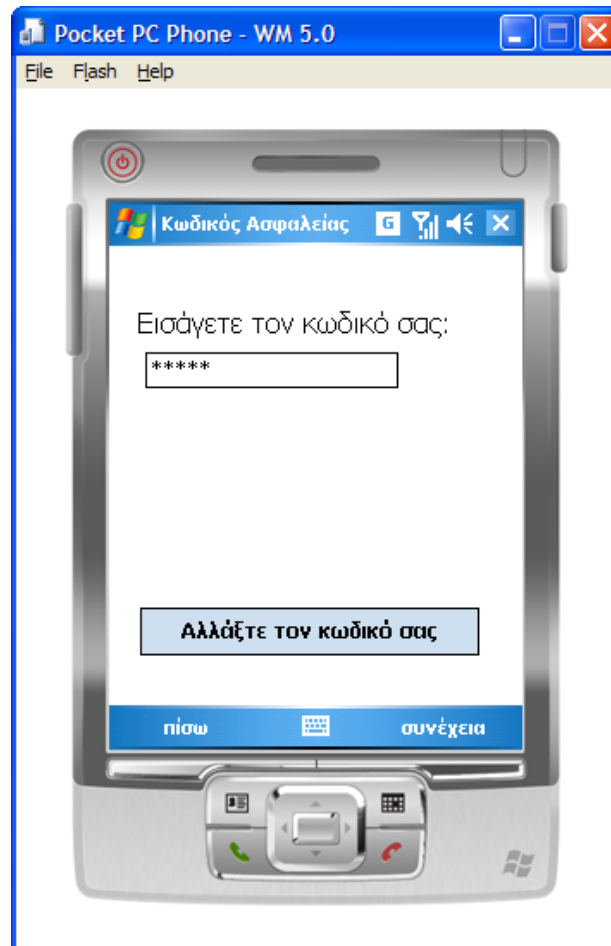 Pocket PC Phone - WM 5.0
File Flash Help
Κωδικός Ασφαλείας G
Εισάγετε τον κωδικό σας:
*****
Αλλάξτε τον κωδικό σας
πίσω συνέχεια